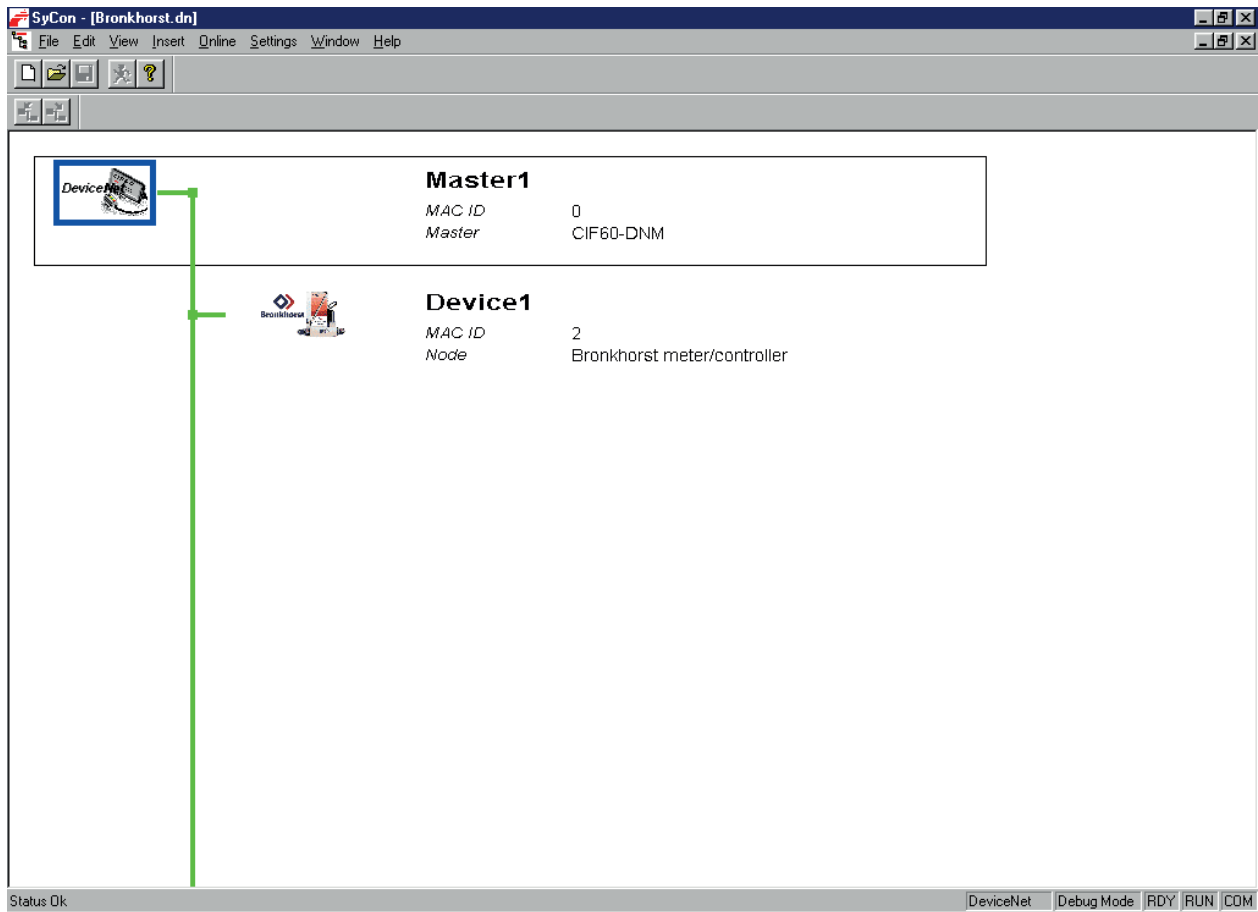 SyCon - [Bronkhorst.dn]
File Edit View Insert Online Settings Window Help
DeviceNet
Master1
MAC ID 0
Master CIF60-DNM
Bronkhorst
Device1
MAC ID 2
Node Bronkhorst meter/controller
Status Ok DeviceNet Debug Mode RDY RUN COM